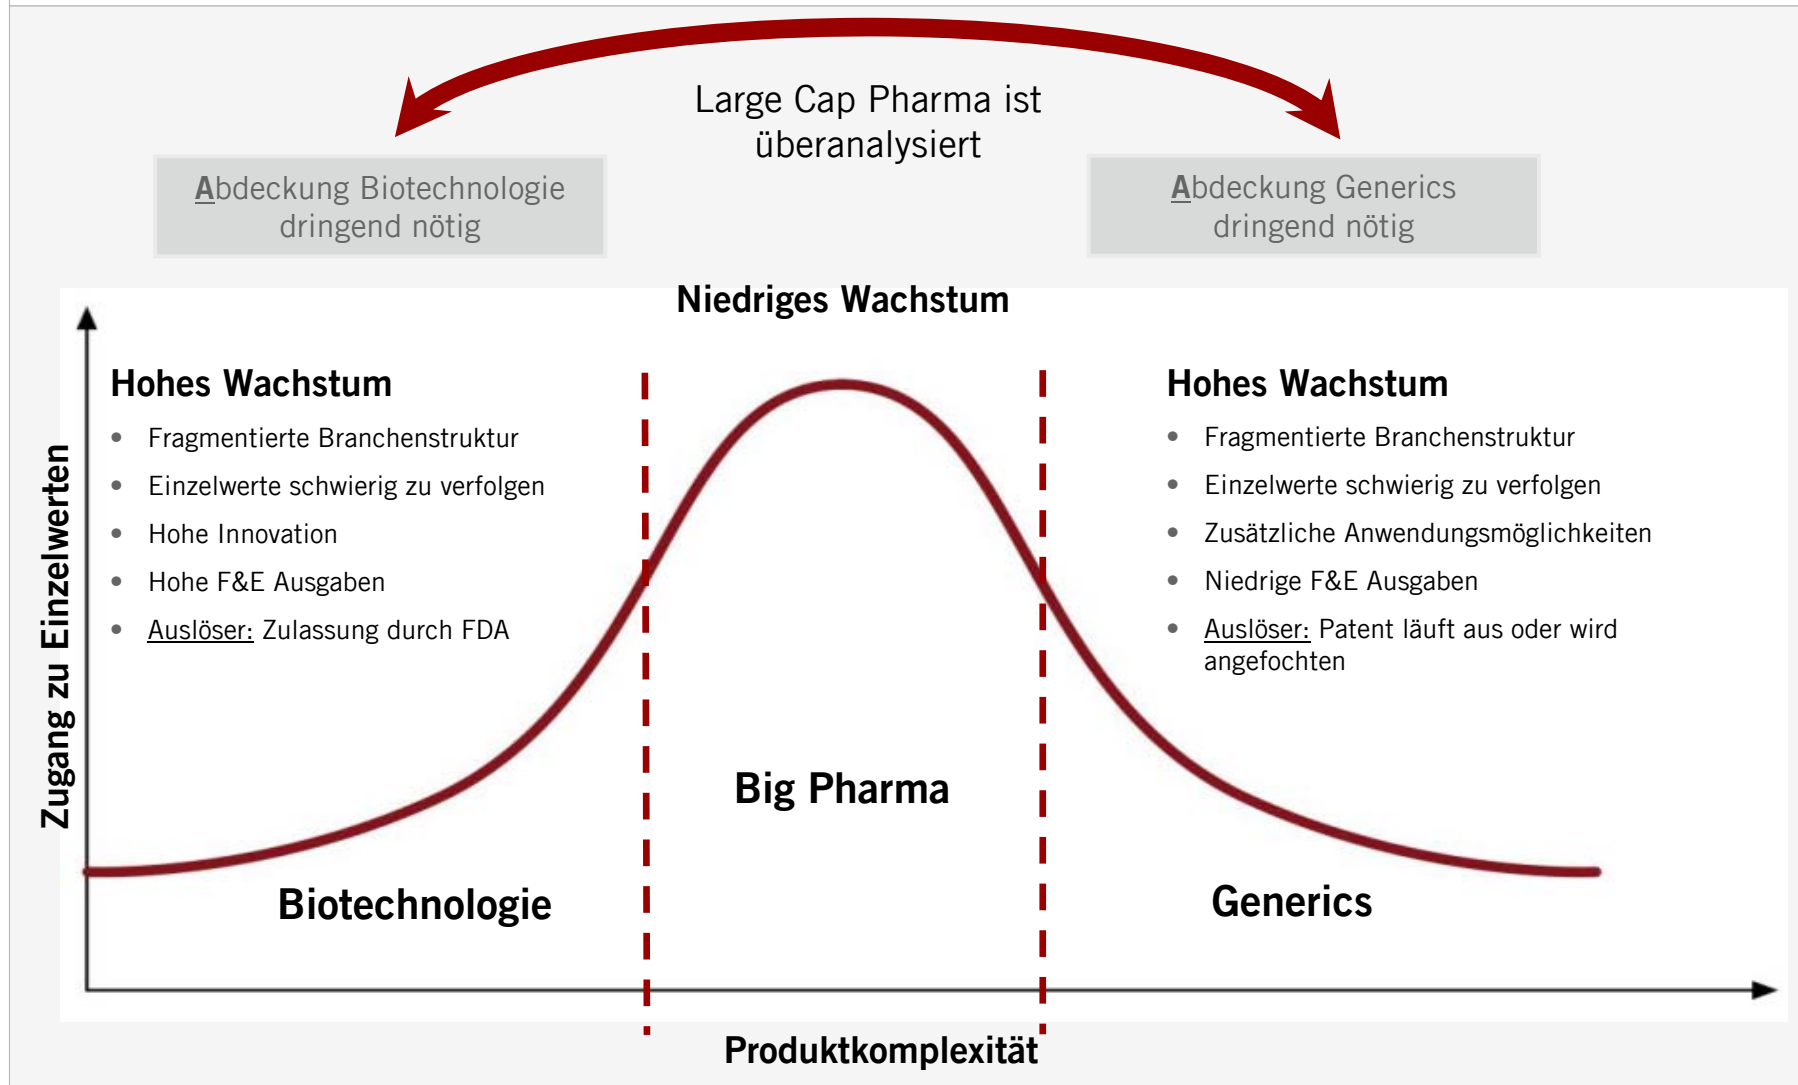 Large Cap Pharma ist
überanalysiert
Abdeckung Biotechnologie
dringend nötig
Abdeckung Generics
dringend nötig
Niedriges Wachstum
Hohes Wachstum
• Fragmentierte Branchenstruktur
• Einzelwerte schwierig zu verfolgen
• Hohe Innovation
• Hohe F&E Ausgaben
• Auslöser: Zulassung durch FDA
Hohes Wachstum
• Fragmentierte Branchenstruktur
• Einzelwerte schwierig zu verfolgen
• Zusätzliche Anwendungsmöglichkeiten
• Niedrige F&E Ausgaben
• Auslöser: Patent läuft aus oder wird
angefochten
Zugang zu Einzelwerten
Big Pharma
Biotechnologie
Generics
Produktkomplexität